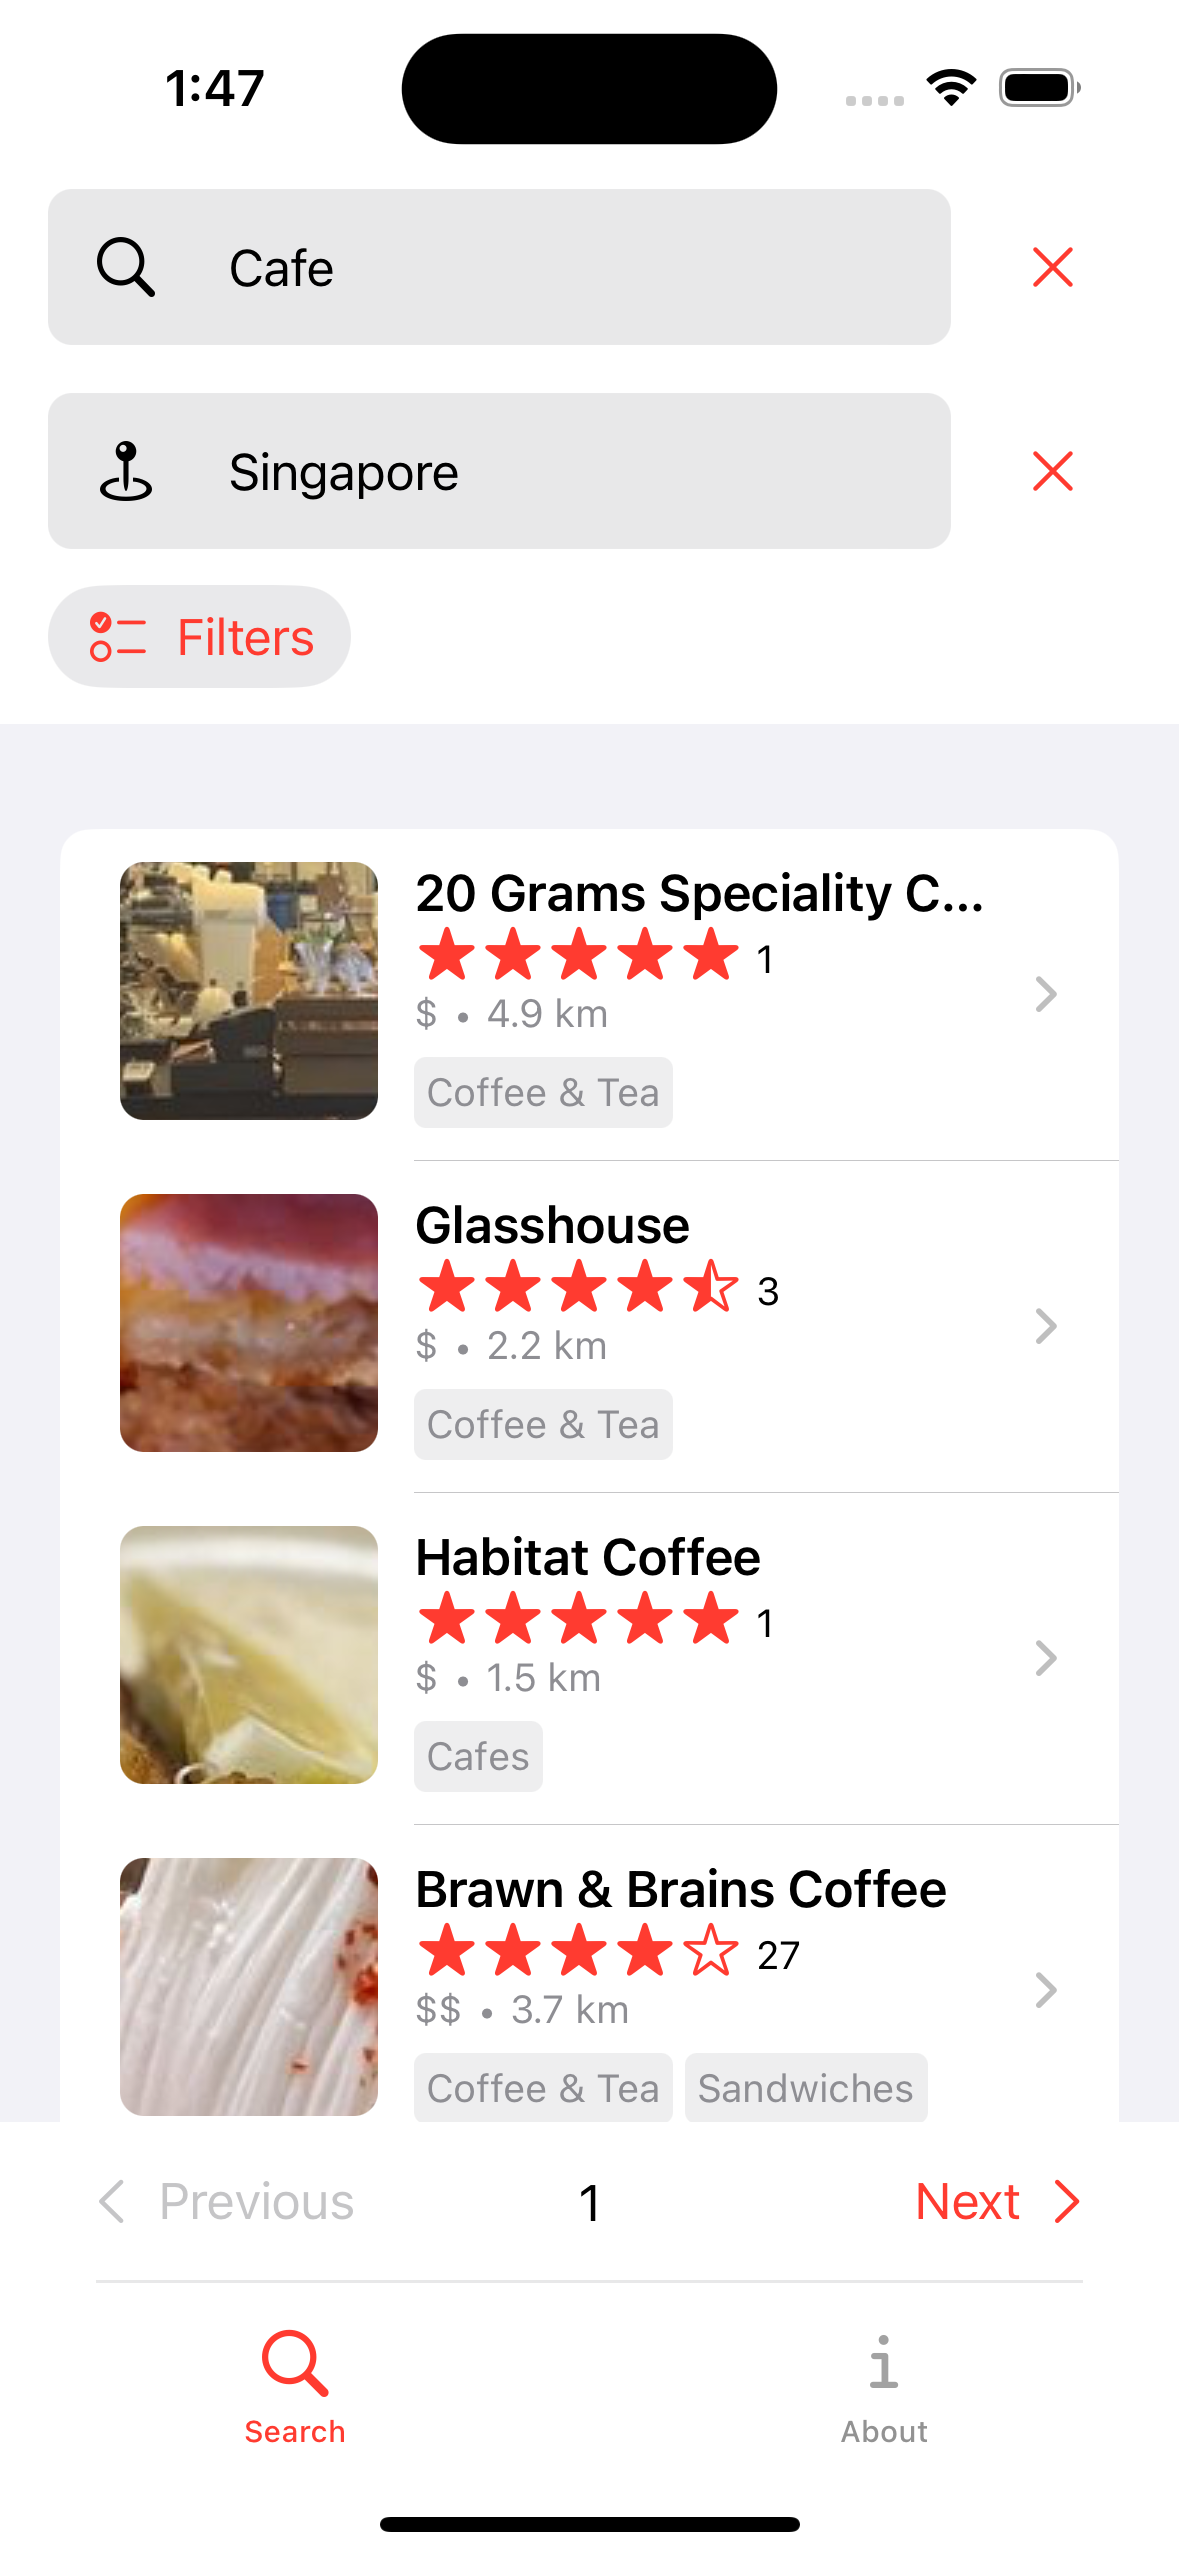 1:47
Cafe
Singapore
Filters
20 Grams Speciality C...
1
$ • 4.9 km
Coffee & Tea
Glasshouse
3
$ • 2.2 km
Coffee & Tea
Habitat Coffee
1
$ • 1.5 km
Cafes
Brawn & Brains Coffee
27
$$ • 3.7 km
Coffee & Tea Sandwiches
Previous 1 Next
Search About